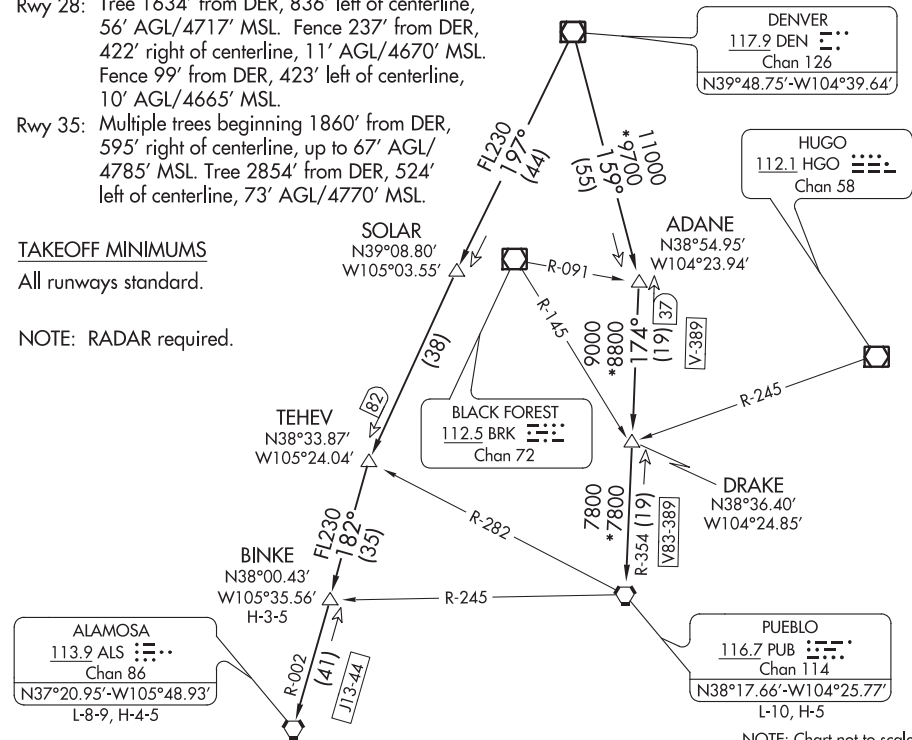 Rwy 28: Tree 1634' from DER, 836' left of centerline,
56' AGL/4717' MSL. Fence 237' from DER,
422' right of centerline, 11' AGL/4670' MSL.
Fence 99' from DER, 423' left of centerline,
10' AGL/4665' MSL.
Rwy 35: Multiple trees beginning 1860' from DER,
595' right of centerline, up to 67' AGL/
4785' MSL. Tree 2854' from DER, 524'
left of centerline, 73' AGL/4770' MSL.
TAKEOFF MINIMUMS
All runways standard.
NOTE: RADAR required.
DENVER
117.9 DEN
Chan 126
N39°48.75'-W104°39.64'
HUGO
112.1 HGO
Chan 58
FL230
197°
(44)
11000
*9700
159°
(55)
SOLAR
N39°08.80'
W105°03.55'
ADANE
N38°54.95'
W104°23.94'
R-091
R-145
37
9000
*8800
174°
(19)
V-389
(38)
82
BLACK FOREST
112.5 BRK
Chan 72
R-245
TEHEV
N38°33.87'
W105°24.04'
DRAKE
N38°36.40'
W104°24.85'
7800
*7800
R-354 (19)
V83-389
R-282
FL230
182°
(35)
BINKE
N38°00.43'
W105°35.56'
H-3-5
R-245
ALAMOSA
113.9 ALS
Chan 86
N37°20.95'-W105°48.93'
L-8-9, H-4-5
R-002
(41)
J13-44
PUEBLO
116.7 PUB
Chan 114
N38°17.66'-W104°25.77'
L-10, H-5
NOTE: Chart not to scale